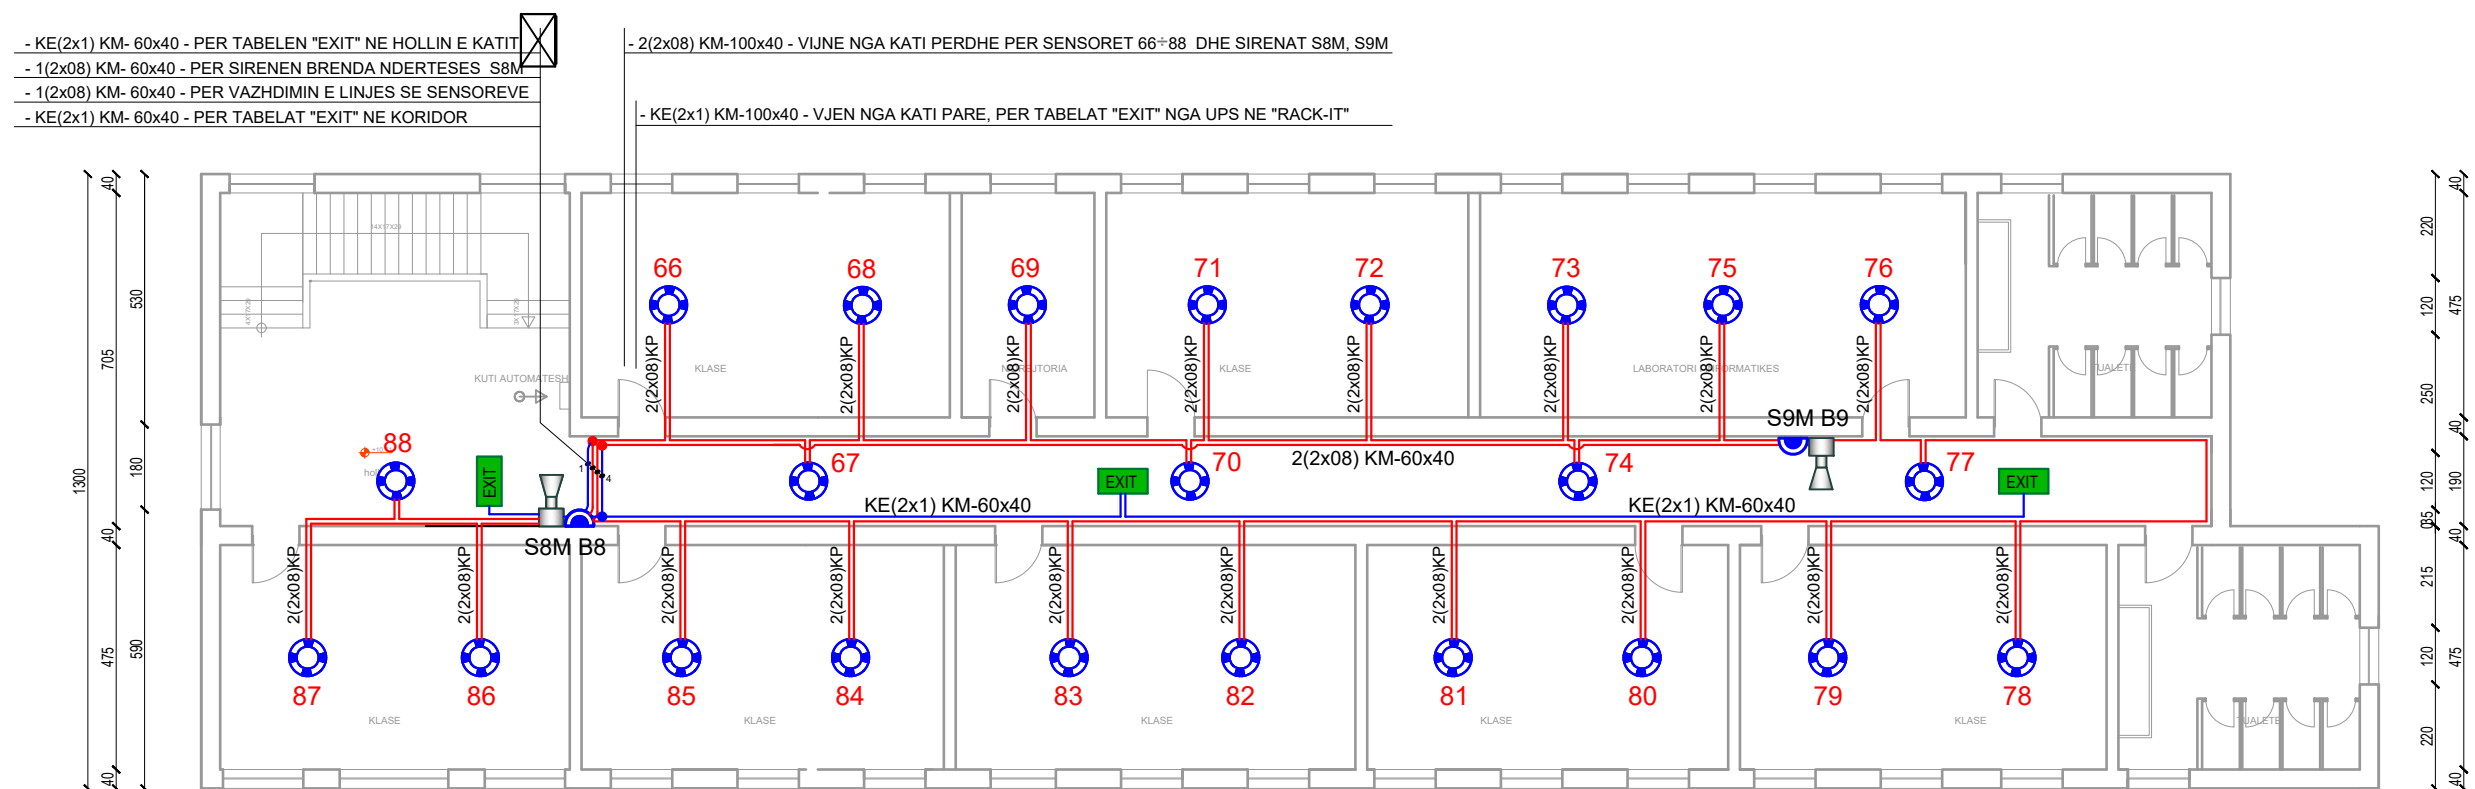 - KE(2x1) KM- 60x40 - PER TABELEN "EXIT" NE HOLLIN E KATIT
- 1(2x08) KM- 60x40 - PER SIRENEN BRENDA NDERTESES  S8M
- 1(2x08) KM- 60x40 - PER VAZHDIMIN E LINJES SE SENSOREVE
- KE(2x1) KM- 60x40 - PER TABELAT "EXIT" NE KORIDOR
- 2(2x08) KM-100x40 - VIJNE NGA KATI PERDHE PER SENSORET 66÷88  DHE SIRENAT S8M, S9M
- KE(2x1) KM-100x40 - VJEN NGA KATI PARE, PER TABELAT "EXIT" NGA UPS NE "RACK-IT"
40
530
705
180
1300
40
475
590
40
14X17X29
4X17X29
3X17X29
66
68
69
71
72
73
75
76
2(2x08)KP
2(2x08)KP
2(2x08)KP
2(2x08)KP
2(2x08)KP
2(2x08)KP
2(2x08)KP
2(2x08)KP
KUTI AUTOMATESH
KLASE
KLASE
TUALETE
S9M B9
88
67
70
74
77
1
4
2(2x08) KM-60x40
EXIT
EXIT
EXIT
KE(2x1) KM-60x40
KE(2x1) KM-60x40
S8M B8
2(2x08)KP
2(2x08)KP
2(2x08)KP
2(2x08)KP
2(2x08)KP
2(2x08)KP
2(2x08)KP
2(2x08)KP
2(2x08)KP
2(2x08)KP
87
86
85
84
83
82
81
80
79
78
KLASE
KLASE
KLASE
KLASE
KLASE
TUALETE
40
220
120
475
250
40
120
190
40
215
120
475
220
40